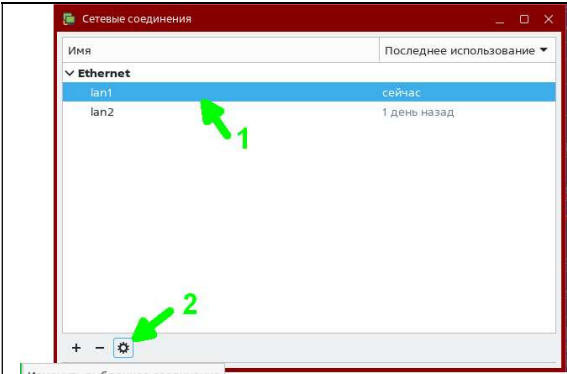 Сетевые соединения
Имя Последнее использование
Ethernet
lan1 сейчас
lan2 1 день назад
1
2